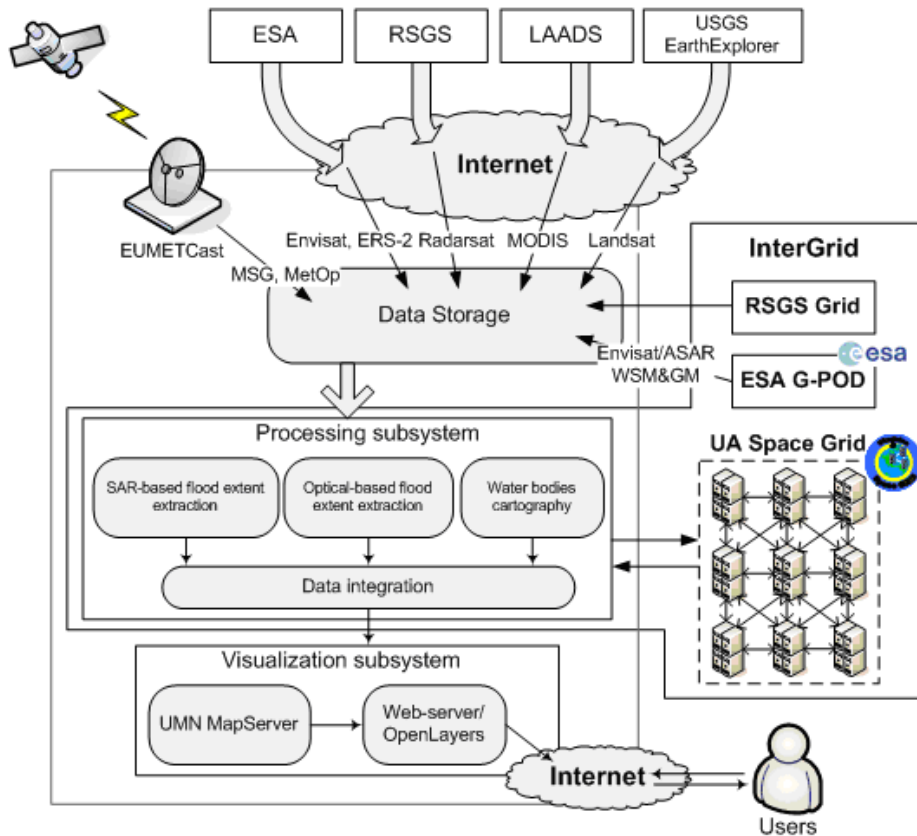 ESA
RSGS
LAADS
USGS
EarthExplorer
Internet
EUMETCast
Envisat, ERS-2
Radarsat
MODIS
Landsat
MSG, MetOp
Data Storage
InterGrid
RSGS Grid
Envisat/ASAR
WSM&GM
esa
ESA G-POD
Processing subsystem
SAR-based flood extent
extraction
Optical-based flood
extent extraction
Water bodies
cartography
Data integration
UA Space Grid
Visualization subsystem
UMN MapServer
Web-server/
OpenLayers
Internet
Users